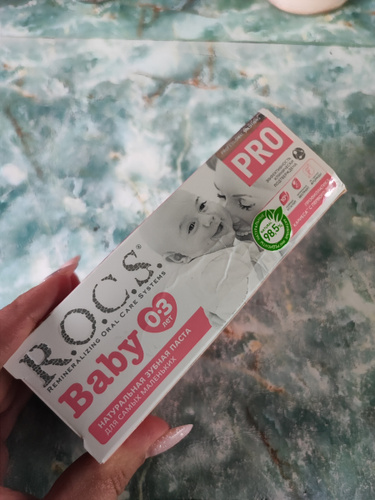 PRO
98.5%
R.O.C.S.
REMINERALIZING ORAL CARE SYSTEMS
Baby 0-3
лет
НАТУРАЛЬНАЯ ЗУБНАЯ ПАСТА
ДЛЯ САМЫХ МАЛЕНЬКИХ